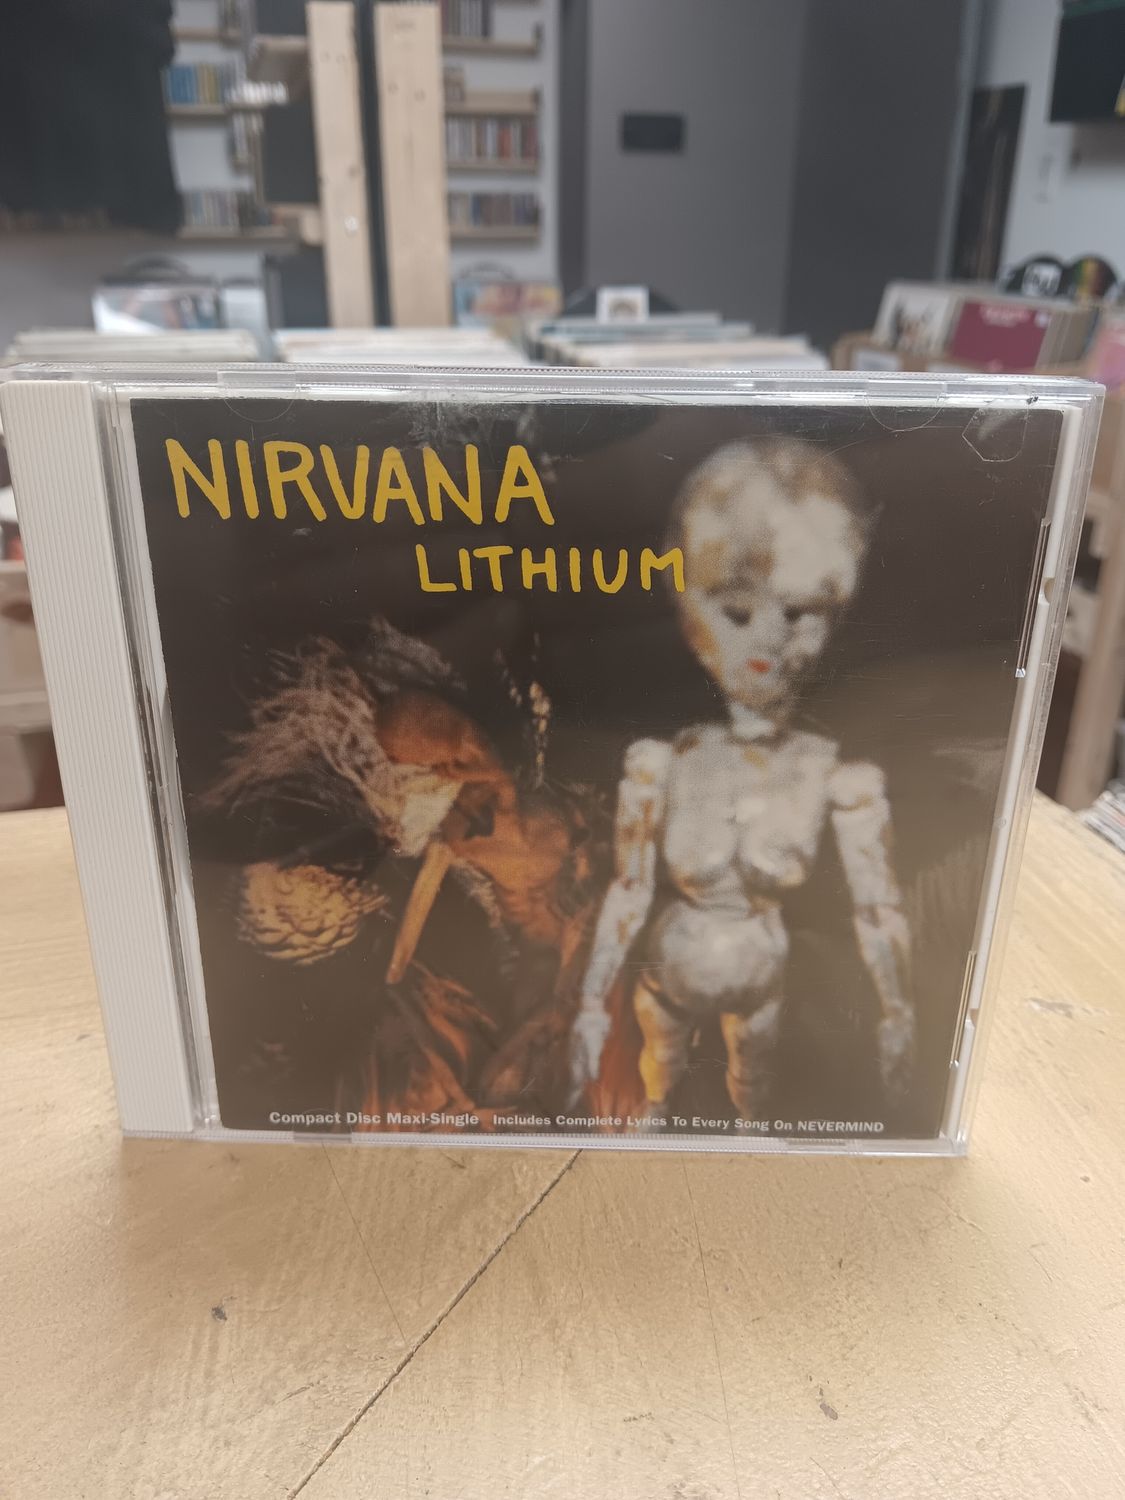 NIRVANA
LITHIUM
Compact Disc Maxi-Single Includes Complete Lyrics To Every Song On NEVERMIND